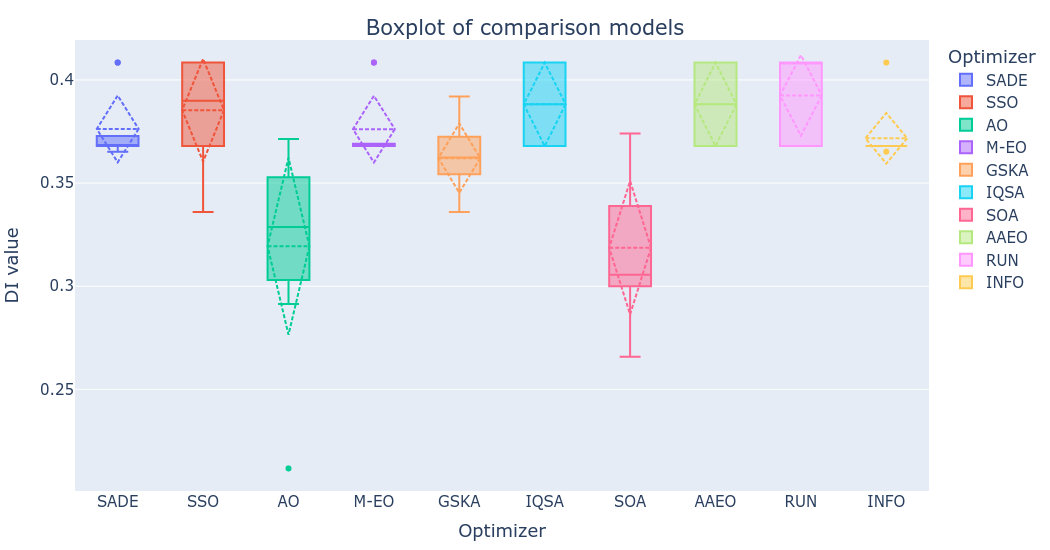 Boxplot of comparison models
DI value
0.4
0.35
0.3
0.25
SADE SSO AO M-EO GSKA IQSA SOA AAEO RUN INFO
Optimizer
Optimizer
SADE
SSO
AO
M-EO
GSKA
IQSA
SOA
AAEO
RUN
INFO